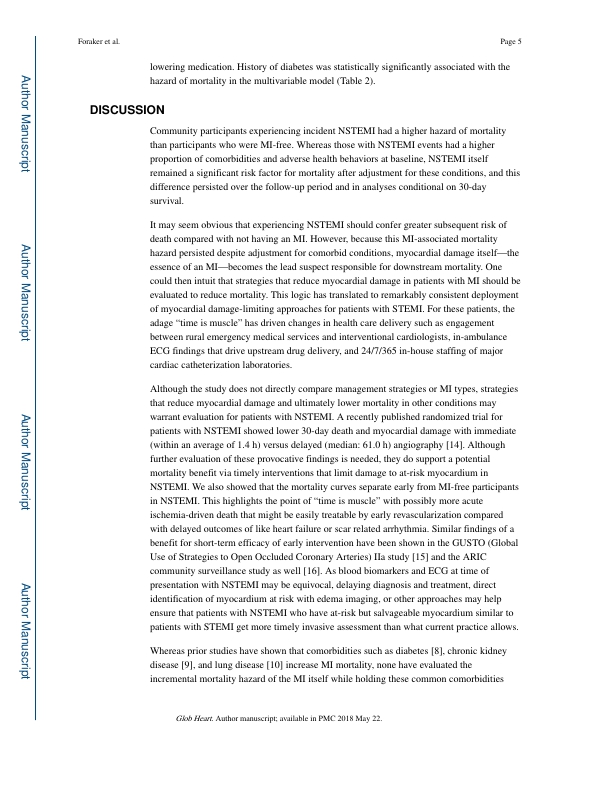 Foraker et al.
Page 5
lowering medication. History of diabetes was statistically significantly associated with the
hazard of mortality in the multivariable model (Table 2).
DISCUSSION
Community participants experiencing incident NSTEMI had a higher hazard of mortality
than participants who were MI-free. Whereas those with NSTEMI events had a higher
proportion of comorbidities and adverse health behaviors at baseline, NSTEMI itself
remained a significant risk factor for mortality after adjustment for these conditions, and this
difference persisted over the follow-up period and in analyses conditional on 30-day
survival.
It may seem obvious that experiencing NSTEMI should confer greater subsequent risk of
death compared with not having an MI. However, because this MI-associated mortality
hazard persisted despite adjustment for comorbid conditions, myocardial damage itself—the
essence of an MI—becomes the lead suspect responsible for downstream mortality. One
could then intuit that strategies that reduce myocardial damage in patients with MI should be
evaluated to reduce mortality. This logic has translated to remarkably consistent deployment
of myocardial damage-limiting approaches for patients with STEMI. For these patients, the
adage “time is muscle” has driven changes in health care delivery such as engagement
between rural emergency medical services and interventional cardiologists, in-ambulance
ECG findings that drive upstream drug delivery, and 24/7/365 in-house staffing of major
cardiac catheterization laboratories.
Although the study does not directly compare management strategies or MI types, strategies
that reduce myocardial damage and ultimately lower mortality in other conditions may
warrant evaluation for patients with NSTEMI. A recently published randomized trial for
patients with NSTEMI showed lower 30-day death and myocardial damage with immediate
(within an average of 1.4 h) versus delayed (median: 61.0 h) angiography [14]. Although
further evaluation of these provocative findings is needed, they do support a potential
mortality benefit via timely interventions that limit damage to at-risk myocardium in
NSTEMI. We also showed that the mortality curves separate early from MI-free participants
in NSTEMI. This highlights the point of “time is muscle” with possibly more acute
ischemia-driven death that might be easily treatable by early revascularization compared
with delayed outcomes of like heart failure or scar related arrhythmia. Similar findings of a
benefit for short-term efficacy of early intervention have been shown in the GUSTO (Global
Use of Strategies to Open Occluded Coronary Arteries) IIa study [15] and the ARIC
community surveillance study as well [16]. As blood biomarkers and ECG at time of
presentation with NSTEMI may be equivocal, delaying diagnosis and treatment, direct
identification of myocardium at risk with edema imaging, or other approaches may help
ensure that patients with NSTEMI who have at-risk but salvageable myocardium similar to
patients with STEMI get more timely invasive assessment than what current practice allows.
Whereas prior studies have shown that comorbidities such as diabetes [8], chronic kidney
disease [9], and lung disease [10] increase MI mortality, none have evaluated the
incremental mortality hazard of the MI itself while holding these common comorbidities
Glob Heart. Author manuscript; available in PMC 2018 May 22.
Author Manuscript
Author Manuscript
Author Manuscript
Author Manuscript